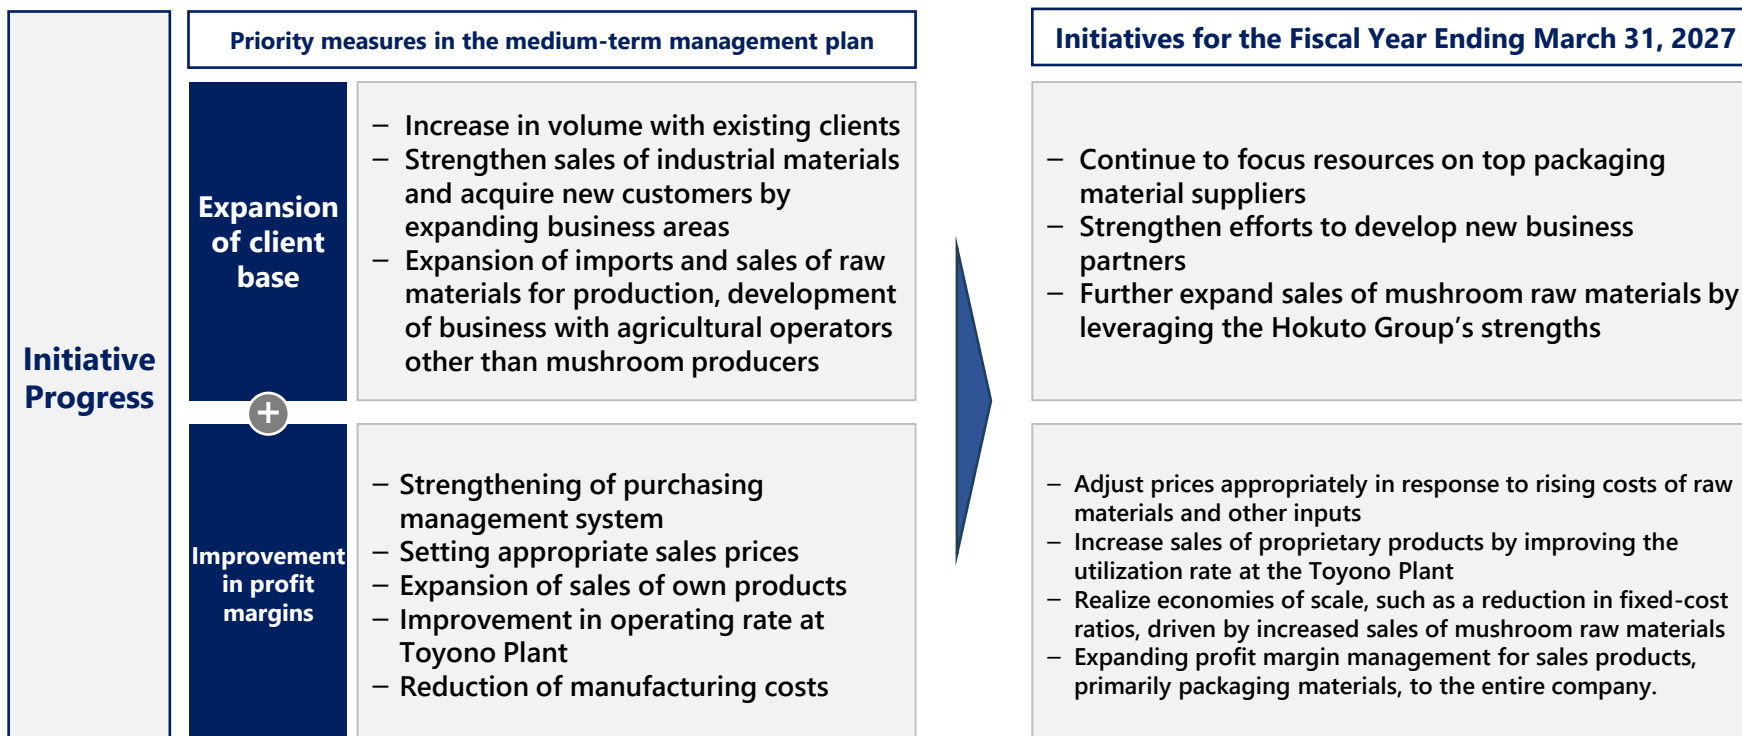 Initiative
Progress
Priority measures in the medium-term management plan
Initiatives for the Fiscal Year Ending March 31, 2027
Expansion
of client
base
– Increase in volume with existing clients
– Strengthen sales of industrial materials
and acquire new customers by
expanding business areas
– Expansion of imports and sales of raw
materials for production, development
of business with agricultural operators
other than mushroom producers
– Continue to focus resources on top packaging
material suppliers
– Strengthen efforts to develop new business
partners
– Further expand sales of mushroom raw materials by
leveraging the Hokuto Group’s strengths
+
Improvement
in profit
margins
– Strengthening of purchasing
management system
– Setting appropriate sales prices
– Expansion of sales of own products
– Improvement in operating rate at
Toyono Plant
– Reduction of manufacturing costs
– Adjust prices appropriately in response to rising costs of raw
materials and other inputs
– Increase sales of proprietary products by improving the
utilization rate at the Toyono Plant
– Realize economies of scale, such as a reduction in fixed-cost
ratios, driven by increased sales of mushroom raw materials
– Expanding profit margin management for sales products,
primarily packaging materials, to the entire company.